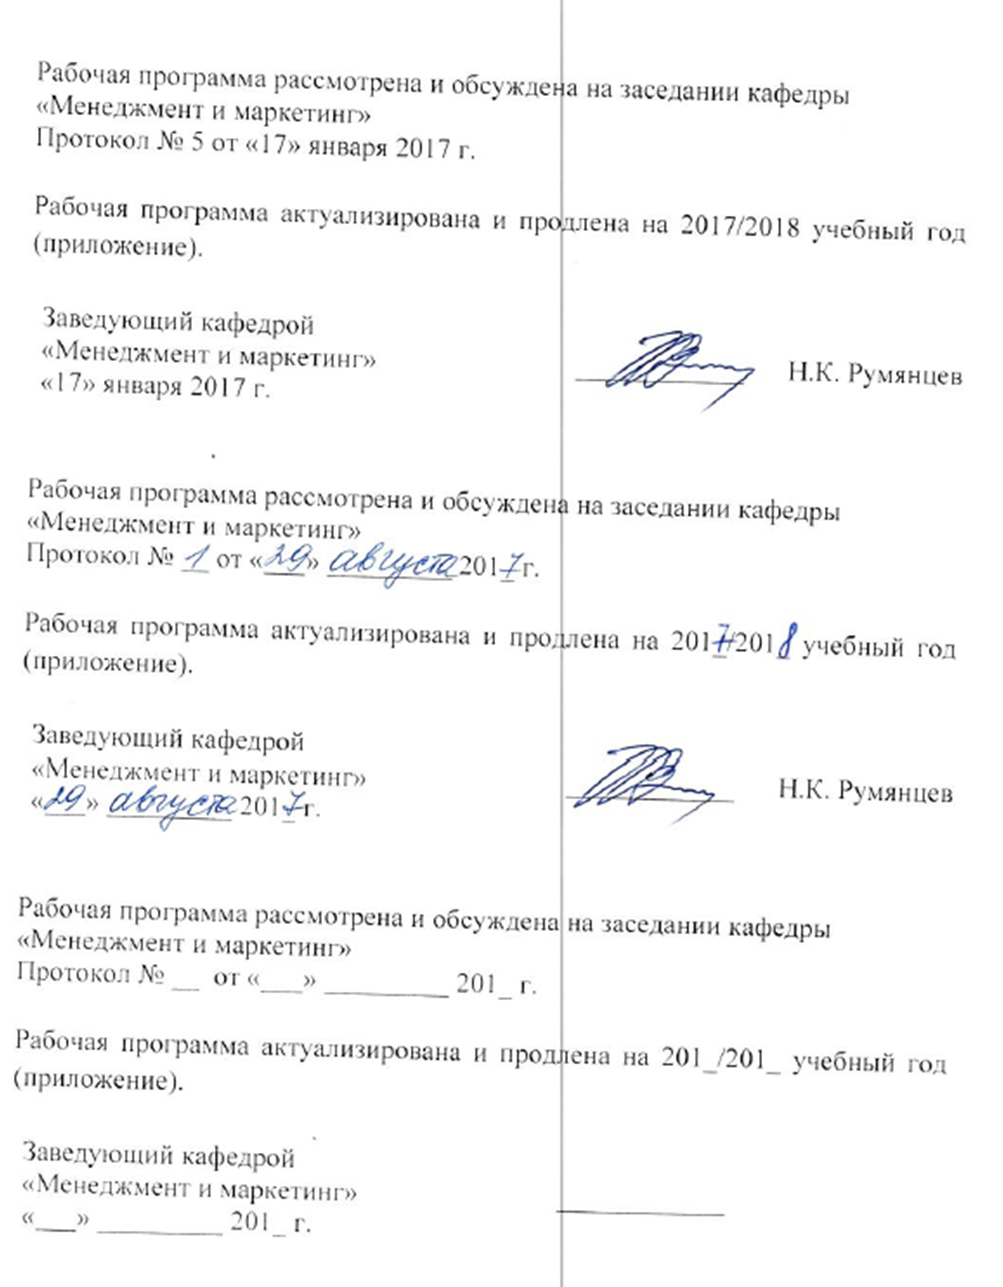 Рабочая программа рассмотрена и обсуждена на заседании кафедры
«Менеджмент и маркетинг»
Протокол № 5 от «17» января 2017 г.
Рабочая программа актуализирована и продлена на 2017/2018 учебный год
(приложение).
Заведующий кафедрой
«Менеджмент и маркетинг»
«17» января 2017 г. Н.К. Румянцев
Рабочая программа рассмотрена и обсуждена на заседании кафедры
«Менеджмент и маркетинг»
Протокол № 1 от «29» августа 2017 г.
Рабочая программа актуализирована и продлена на 2017/2018 учебный год
(приложение).
Заведующий кафедрой
«Менеджмент и маркетинг»
«29» августа 2017 г. Н.К. Румянцев
Рабочая программа рассмотрена и обсуждена на заседании кафедры
«Менеджмент и маркетинг»
Протокол № __ от «___» _________ 201_ г.
Рабочая программа актуализирована и продлена на 201_/201_ учебный год
(приложение).
Заведующий кафедрой
«Менеджмент и маркетинг»
«___» _________ 201_ г. ____________